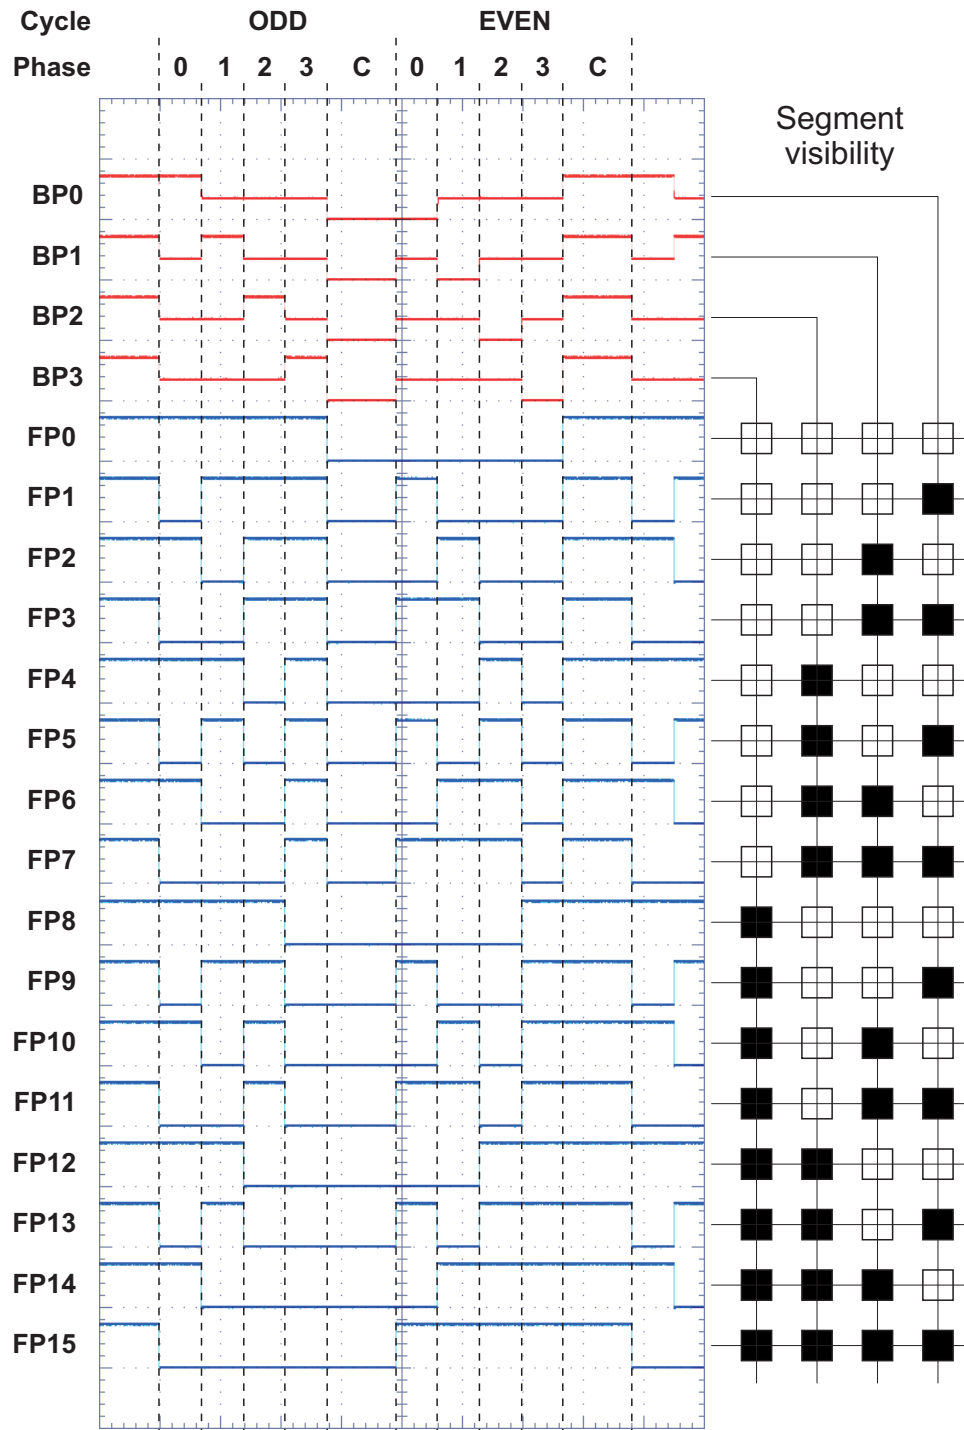 Cycle ODD EVEN
Phase 0 1 2 3 C 0 1 2 3 C
Segment
visibility
BP0
BP1
BP2
BP3
FP0
FP1
FP2
FP3
FP4
FP5
FP6
FP7
FP8
FP9
FP10
FP11
FP12
FP13
FP14
FP15